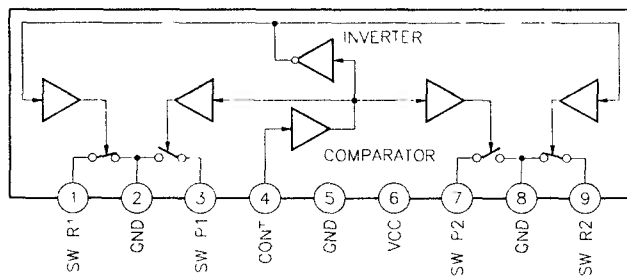 INVERTER
COMPARATOR
1 2 3 4 5 6 7 8 9
SW R1
GND
SW P1
CONT
GND
VCC
SW P2
GND
SW R2